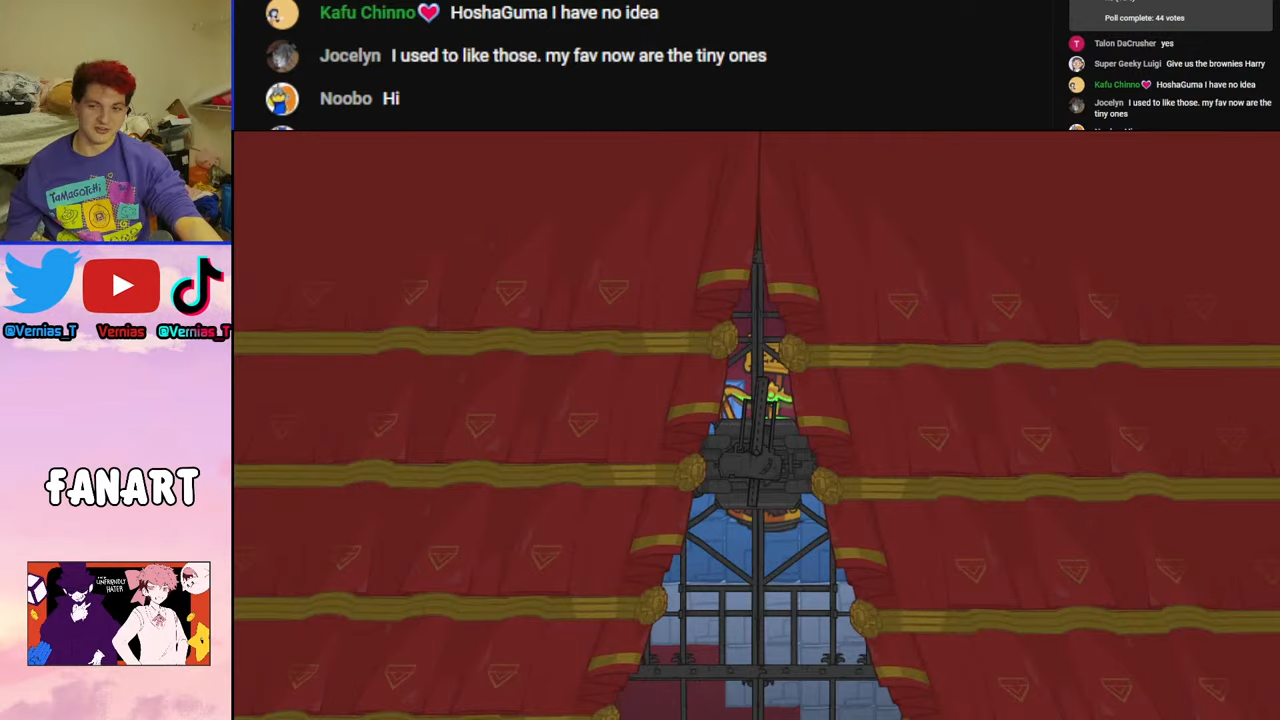 Kafu Chinno HoshaGuma I have no idea
Jocelyn I used to like those. my fav now are the tiny ones
Noobo Hi
Poll complete: 44 votes
T Talon DaCrusher yes
Super Geeky Luigi Give us the brownies Harry
Kafu Chinno HoshaGuma I have no idea
Jocelyn I used to like those. my fav now are the
tiny ones
TAMAGOTCHi
@Vernias_T Vernias @Vernias_T
FANART
UNFRIENDLY
HATER